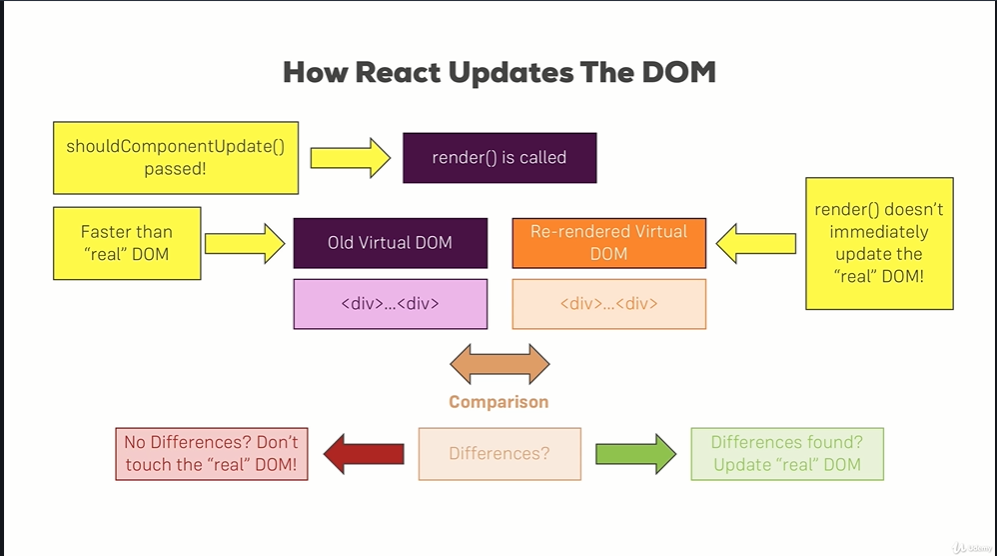 How React Updates The DOM
shouldComponentUpdate()
passed!
render() is called
Faster than
“real” DOM
Old Virtual DOM
Re-rendered Virtual
DOM
render() doesn’t
immediately
update the
“real” DOM!
<div>...<div>
<div>...<div>
Comparison
No Differences? Don’t
touch the “real” DOM!
Differences?
Differences found?
Update “real” DOM
Udemy